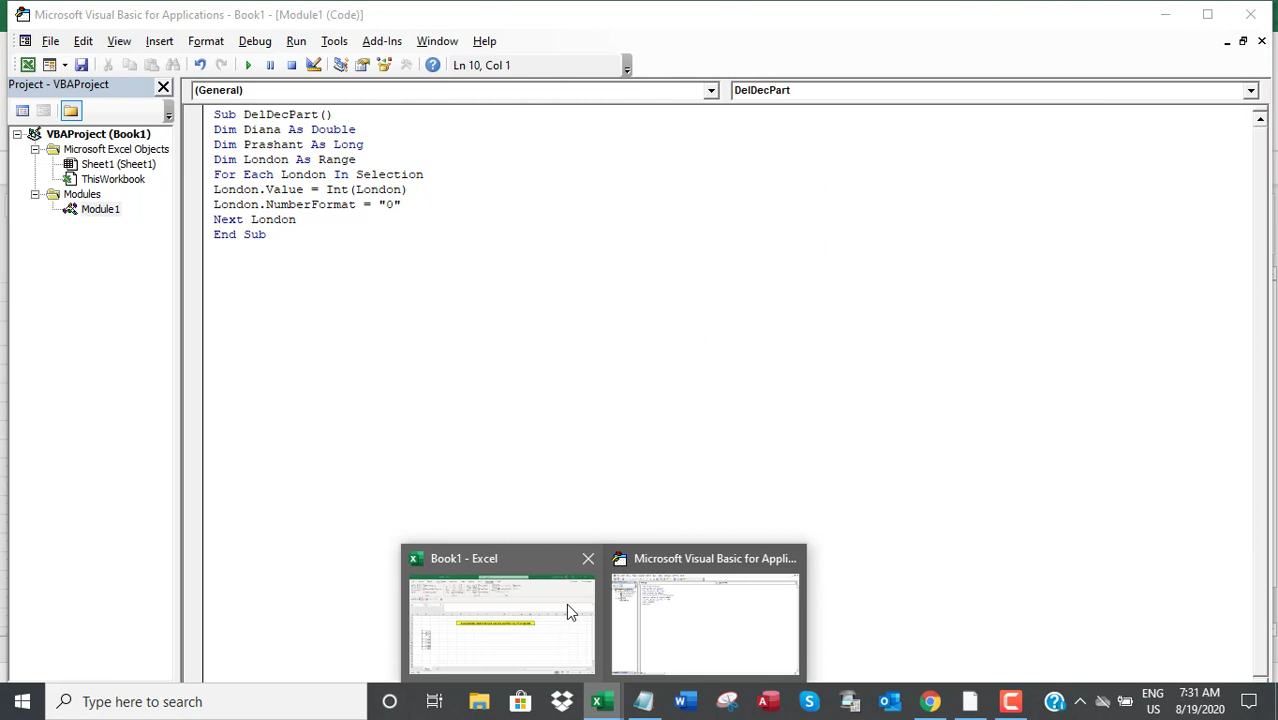 Microsoft Visual Basic for Applications - Book1 - [Module1 (Code)]
File Edit View Insert Format Debug Run Tools Add-Ins Window Help
Ln 10, Col 1
Project - VBAProject
(General)
DelDecPart
VBAProject (Book1)
Microsoft Excel Objects
Sheet1 (Sheet1)
ThisWorkbook
Modules
Module1
Sub DelDecPart()
Dim Diana As Double
Dim Prashant As Long
Dim London As Range
For Each London In Selection
London.Value = Int(London)
London.NumberFormat = "0"
Next London
End Sub
Book1 - Excel
Microsoft Visual Basic for Appli...
Type here to search
ENG
US
7:31 AM
8/19/2020